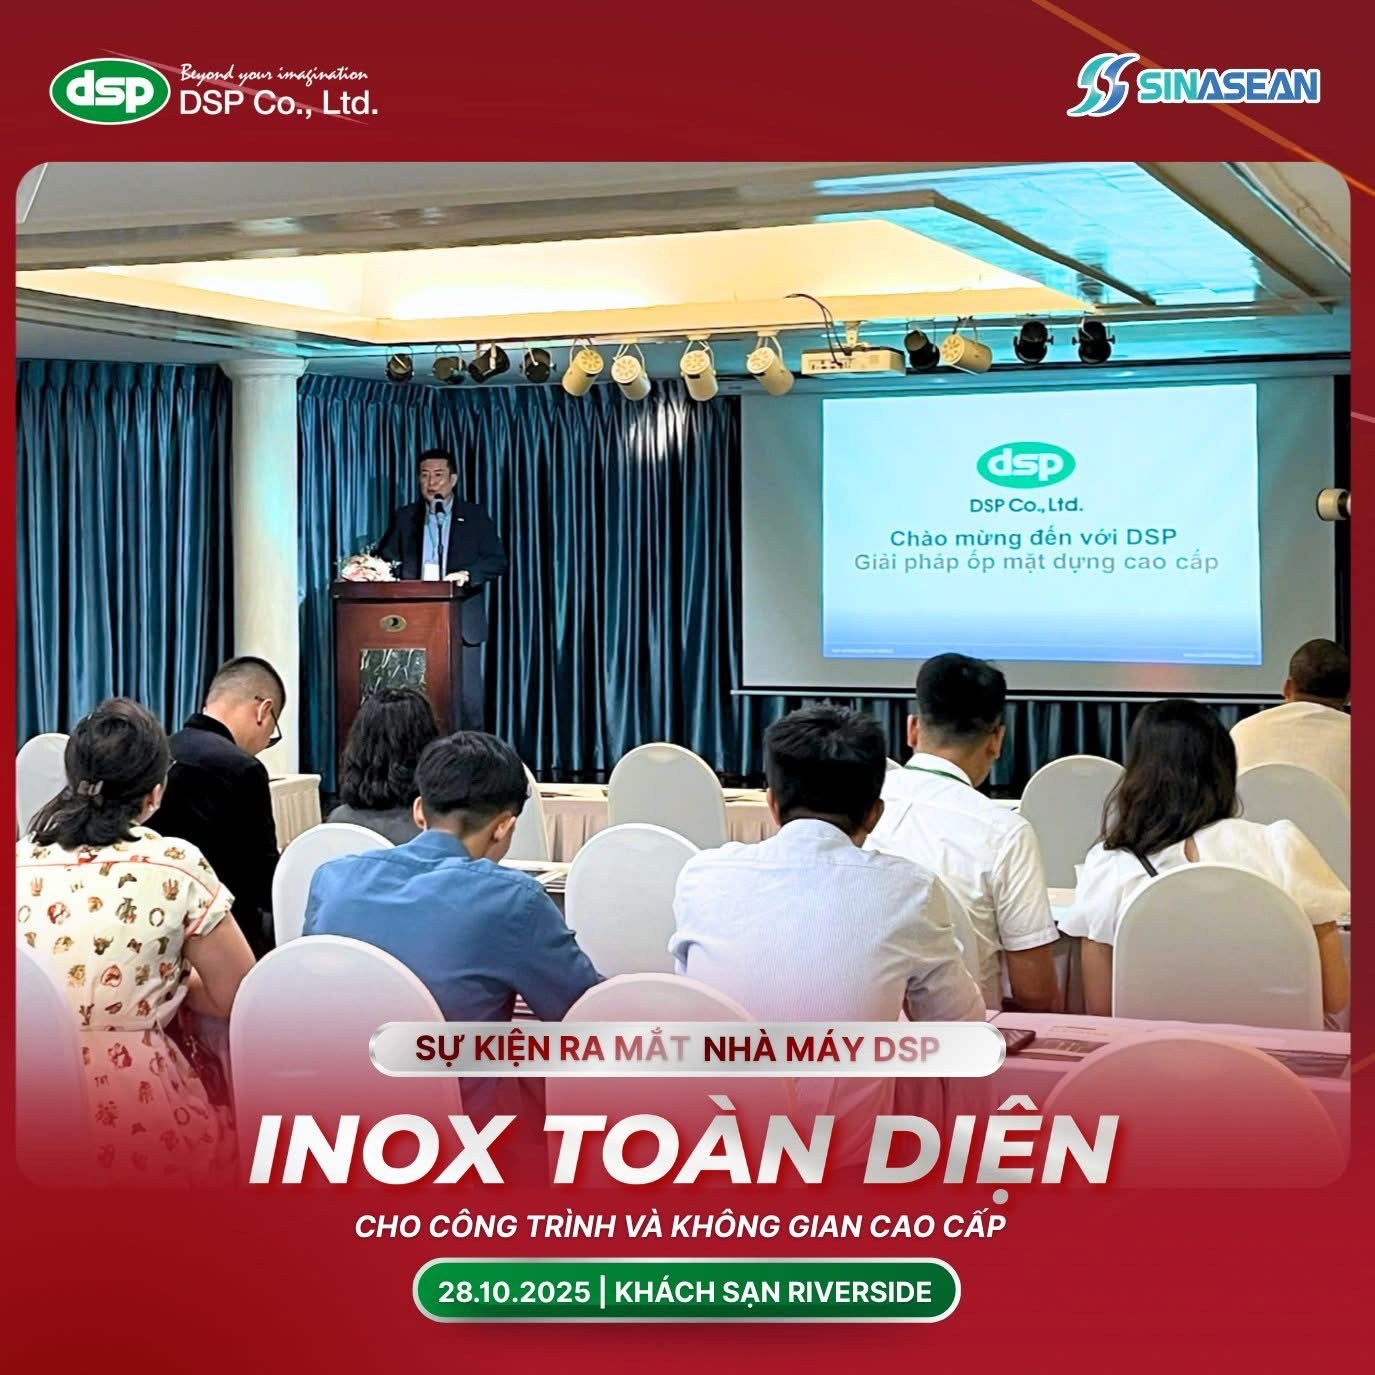 dsp
Beyond your imagination
DSP Co., Ltd.
SINASEAN
dsp
DSP Co., Ltd.
Chào mừng đến với DSP
Giải pháp ốp mặt dựng cao cấp
SỰ KIỆN RA MẮT NHÀ MÁY DSP
INOX TOÀN DIỆN
CHO CÔNG TRÌNH VÀ KHÔNG GIAN CAO CẤP
28.10.2025 | KHÁCH SẠN RIVERSIDE